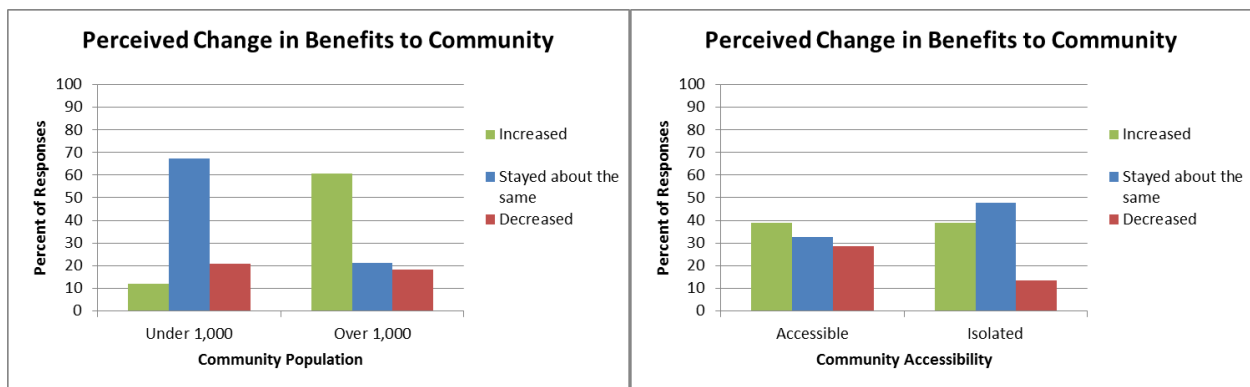 Perceived Change in Benefits to Community
Percent of Responses
100
90
80
70
60
50
40
30
20
10
0
Under 1,000
Over 1,000
Community Population
Increased
Stayed about the
same
Decreased
Perceived Change in Benefits to Community
Percent of Responses
100
90
80
70
60
50
40
30
20
10
0
Accessible
Isolated
Community Accessibility
Increased
Stayed about the
same
Decreased